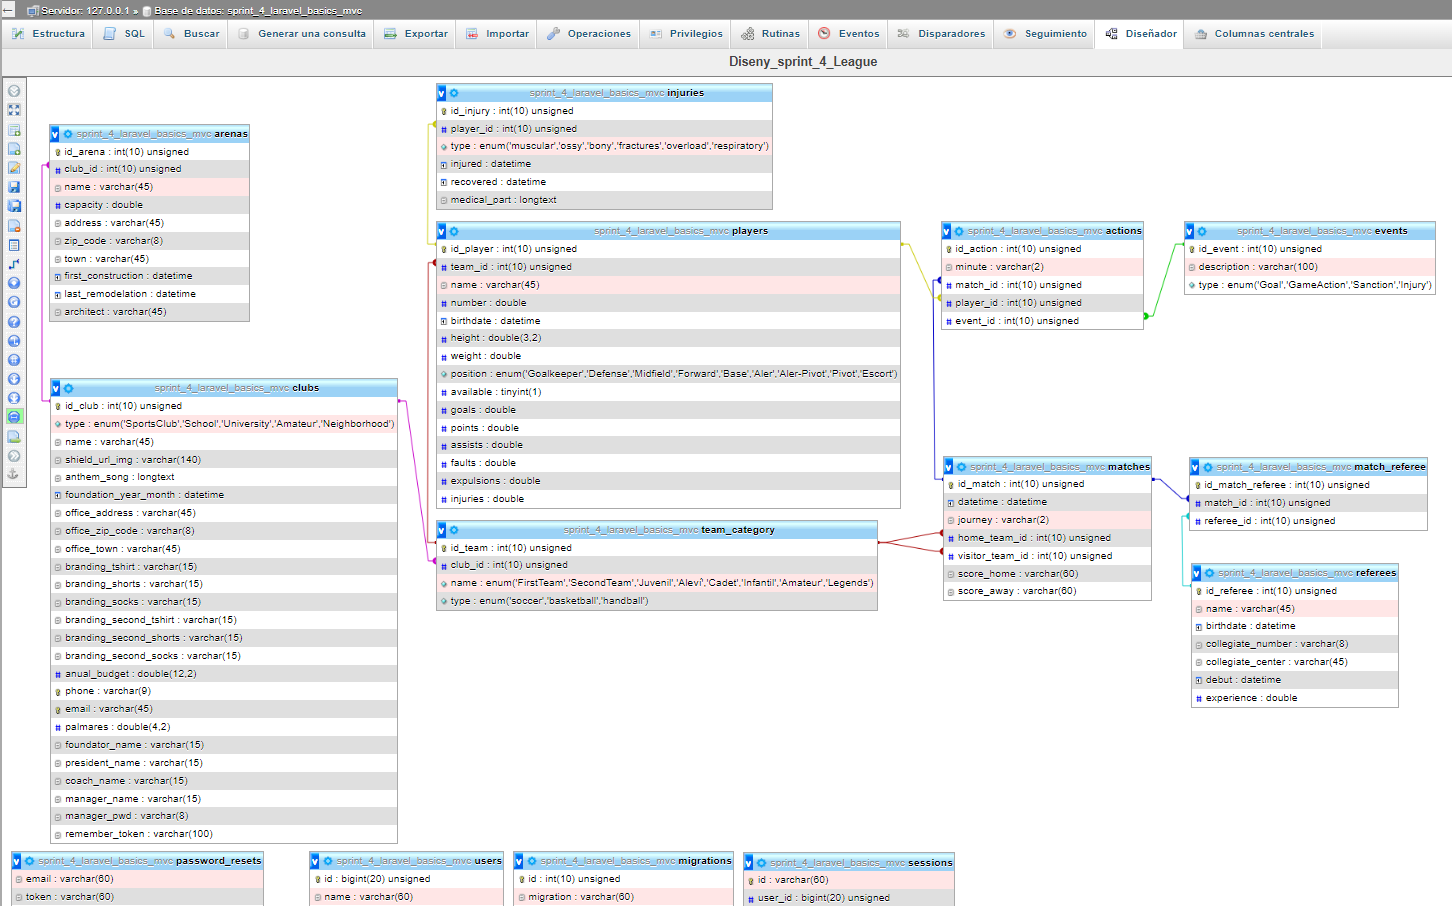 Servidor: 127.0.0.1 » Base de datos: sprint_4_laravel_basics_mvc
Estructura SQL Buscar Generar una consulta Exportar Importar Operaciones Privilegios Rutinas Eventos Disparadores Seguimiento Diseñador Columnas centrales
Diseny_sprint_4_League
sprint_4_laravel_basics_mvc injuries
id_injury : int(10) unsigned
player_id : int(10) unsigned
type : enum('muscular','ossy','bony','fractures','overload','respiratory')
injured : datetime
recovered : datetime
medical_part : longtext
sprint_4_laravel_basics_mvc arenas
id_arena : int(10) unsigned
club_id : int(10) unsigned
name : varchar(45)
capacity : double
address : varchar(45)
zip_code : varchar(8)
town : varchar(45)
first_construction : datetime
last_remodelation : datetime
architect : varchar(45)
sprint_4_laravel_basics_mvc players
id_player : int(10) unsigned
team_id : int(10) unsigned
name : varchar(45)
number : double
birthdate : datetime
height : double(3,2)
weight : double
position : enum('Goalkeeper','Defense','Midfield','Forward','Base','Aler','Aler-Pivot','Pivot','Escort')
available : tinyint(1)
goals : double
points : double
assists : double
faults : double
expulsions : double
injuries : double
sprint_4_laravel_basics_mvc actions
id_action : int(10) unsigned
minute : varchar(2)
match_id : int(10) unsigned
player_id : int(10) unsigned
event_id : int(10) unsigned
sprint_4_laravel_basics_mvc events
id_event : int(10) unsigned
description : varchar(100)
type : enum('Goal','GameAction','Sanction','Injury')
sprint_4_laravel_basics_mvc clubs
id_club : int(10) unsigned
type : enum('SportsClub','School','University','Amateur','Neighborhood')
name : varchar(45)
shield_url_img : varchar(140)
anthem_song : longtext
foundation_year_month : datetime
office_address : varchar(45)
office_zip_code : varchar(8)
office_town : varchar(45)
branding_tshirt : varchar(15)
branding_shorts : varchar(15)
branding_socks : varchar(15)
branding_second_tshirt : varchar(15)
branding_second_shorts : varchar(15)
branding_second_socks : varchar(15)
anual_budget : double(12,2)
phone : varchar(9)
email : varchar(45)
palmares : double(4,2)
foundator_name : varchar(15)
president_name : varchar(15)
coach_name : varchar(15)
manager_name : varchar(15)
manager_pwd : varchar(8)
remember_token : varchar(100)
sprint_4_laravel_basics_mvc team_category
id_team : int(10) unsigned
club_id : int(10) unsigned
name : enum('FirstTeam','SecondTeam','Juvenil','Aleví','Cadet','Infantil','Amateur','Legends')
type : enum('soccer','basketball','handball')
sprint_4_laravel_basics_mvc matches
id_match : int(10) unsigned
datetime : datetime
journey : varchar(2)
home_team_id : int(10) unsigned
visitor_team_id : int(10) unsigned
score_home : varchar(60)
score_away : varchar(60)
sprint_4_laravel_basics_mvc match_referee
id_match_referee : int(10) unsigned
match_id : int(10) unsigned
referee_id : int(10) unsigned
sprint_4_laravel_basics_mvc referees
id_referee : int(10) unsigned
name : varchar(45)
birthdate : datetime
collegiate_number : varchar(8)
collegiate_center : varchar(45)
debut : datetime
experience : double
sprint_4_laravel_basics_mvc password_resets
email : varchar(60)
token : varchar(60)
sprint_4_laravel_basics_mvc users
id : bigint(20) unsigned
name : varchar(60)
sprint_4_laravel_basics_mvc migrations
id : int(10) unsigned
migration : varchar(60)
sprint_4_laravel_basics_mvc sessions
id : varchar(60)
user_id : bigint(20) unsigned